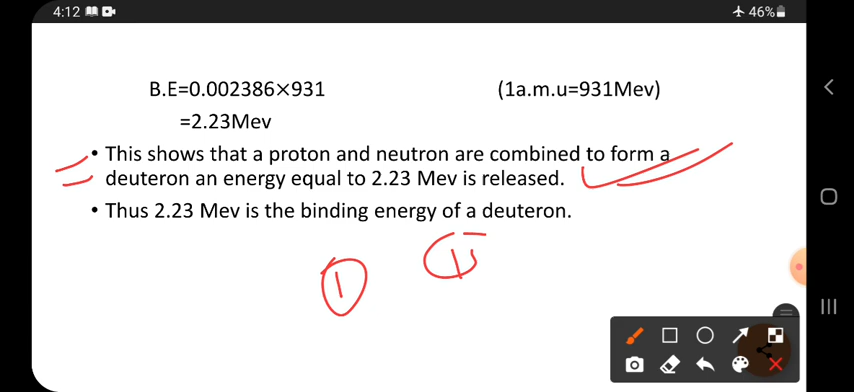 4:12 46%
B.E=0.002386×931 (1a.m.u=931Mev)
=2.23Mev
• This shows that a proton and neutron are combined to form a
deuteron an energy equal to 2.23 Mev is released.
• Thus 2.23 Mev is the binding energy of a deuteron.